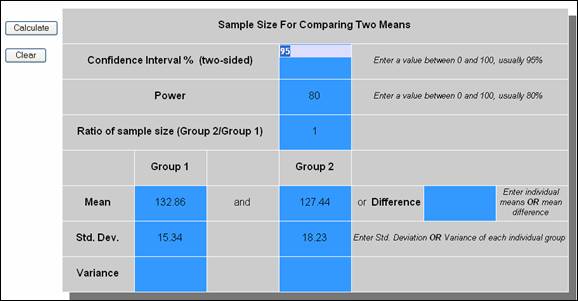 Calculate
Clear
Sample Size For Comparing Two Means
Confidence Interval % (two-sided) 95 Enter a value between 0 and 100, usually 95%
Power 80 Enter a value between 0 and 100, usually 80%
Ratio of sample size (Group 2/Group 1) 1
Group 1 Group 2
Mean 132.86 and 127.44 or Difference Enter individual
means OR mean
difference
Std. Dev. 15.34 18.23 Enter Std. Deviation OR Variance of each individual group
Variance